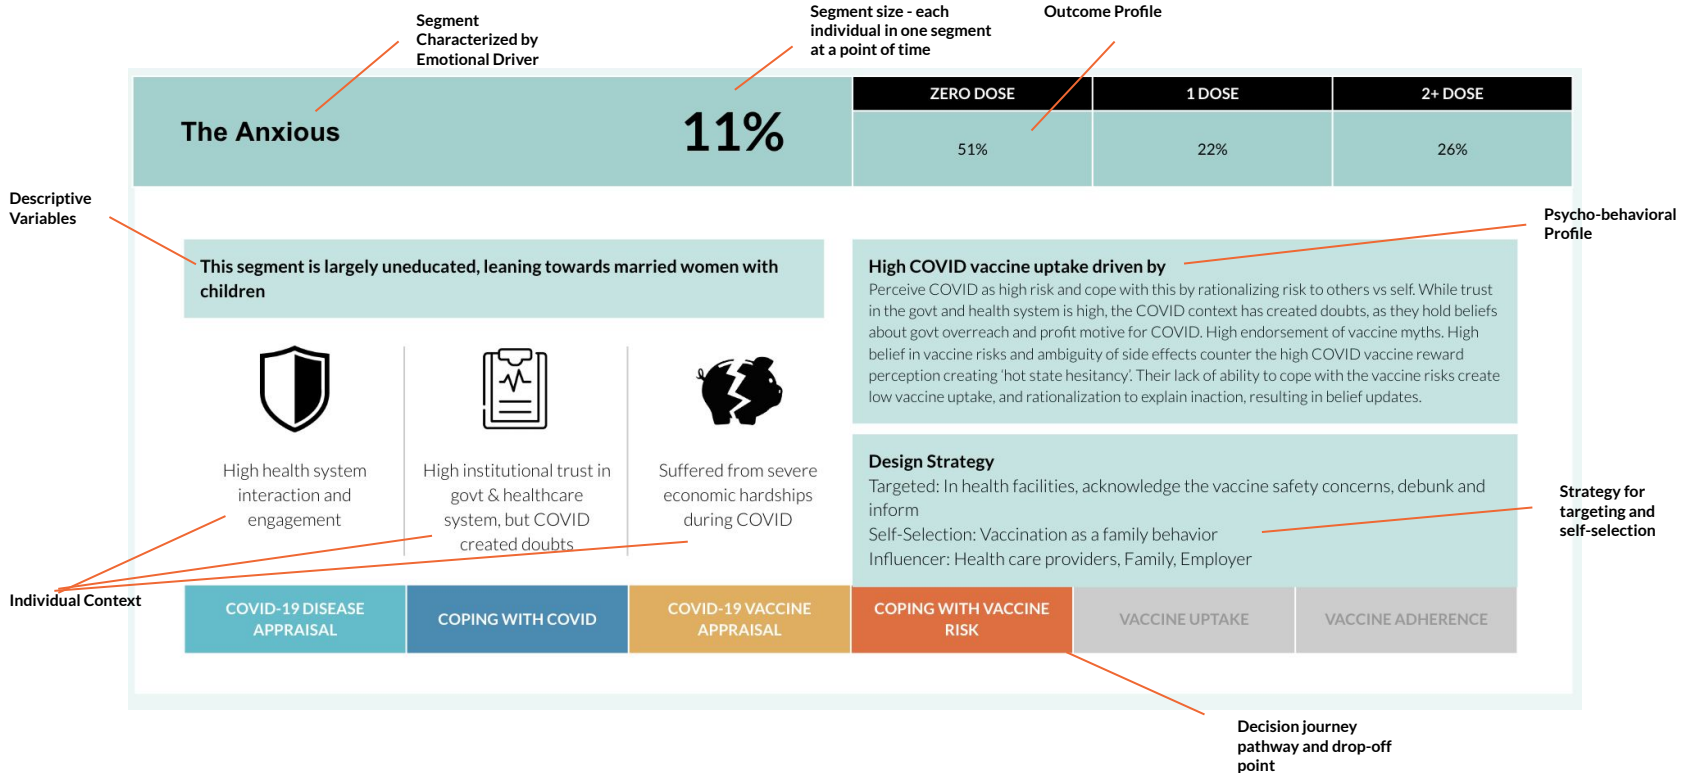 Segment
Characterized by
Emotional Driver
Segment size - each
individual in one segment
at a point of time
Outcome Profile
The Anxious
11%
ZERO DOSE
1 DOSE
2+ DOSE
51%
22%
26%
Descriptive
Variables
Psycho-behavioral
Profile
This segment is largely uneducated, leaning towards married women with
children
High COVID vaccine uptake driven by
Perceive COVID as high risk and cope with this by rationalizing risk to others vs self. While trust
in the govt and health system is high, the COVID context has created doubts, as they hold beliefs
about govt overreach and profit motive for COVID. High endorsement of vaccine myths. High
belief in vaccine risks and ambiguity of side effects counter the high COVID vaccine reward
perception creating 'hot state hesitancy'. Their lack of ability to cope with the vaccine risks create
low vaccine uptake, and rationalization to explain inaction, resulting in belief updates.
High health system
interaction and
engagement
High institutional trust in
govt & healthcare
system, but COVID
created doubts
Suffered from severe
economic hardships
during COVID
Design Strategy
Targeted: In health facilities, acknowledge the vaccine safety concerns, debunk and
inform
Self-Selection: Vaccination as a family behavior
Influencer: Health care providers, Family, Employer
Strategy for
targeting and
self-selection
Individual Context
COVID-19 DISEASE
APPRAISAL
COPING WITH COVID
COVID-19 VACCINE
APPRAISAL
COPING WITH VACCINE
RISK
VACCINE UPTAKE
VACCINE ADHERENCE
Decision journey
pathway and drop-off
point